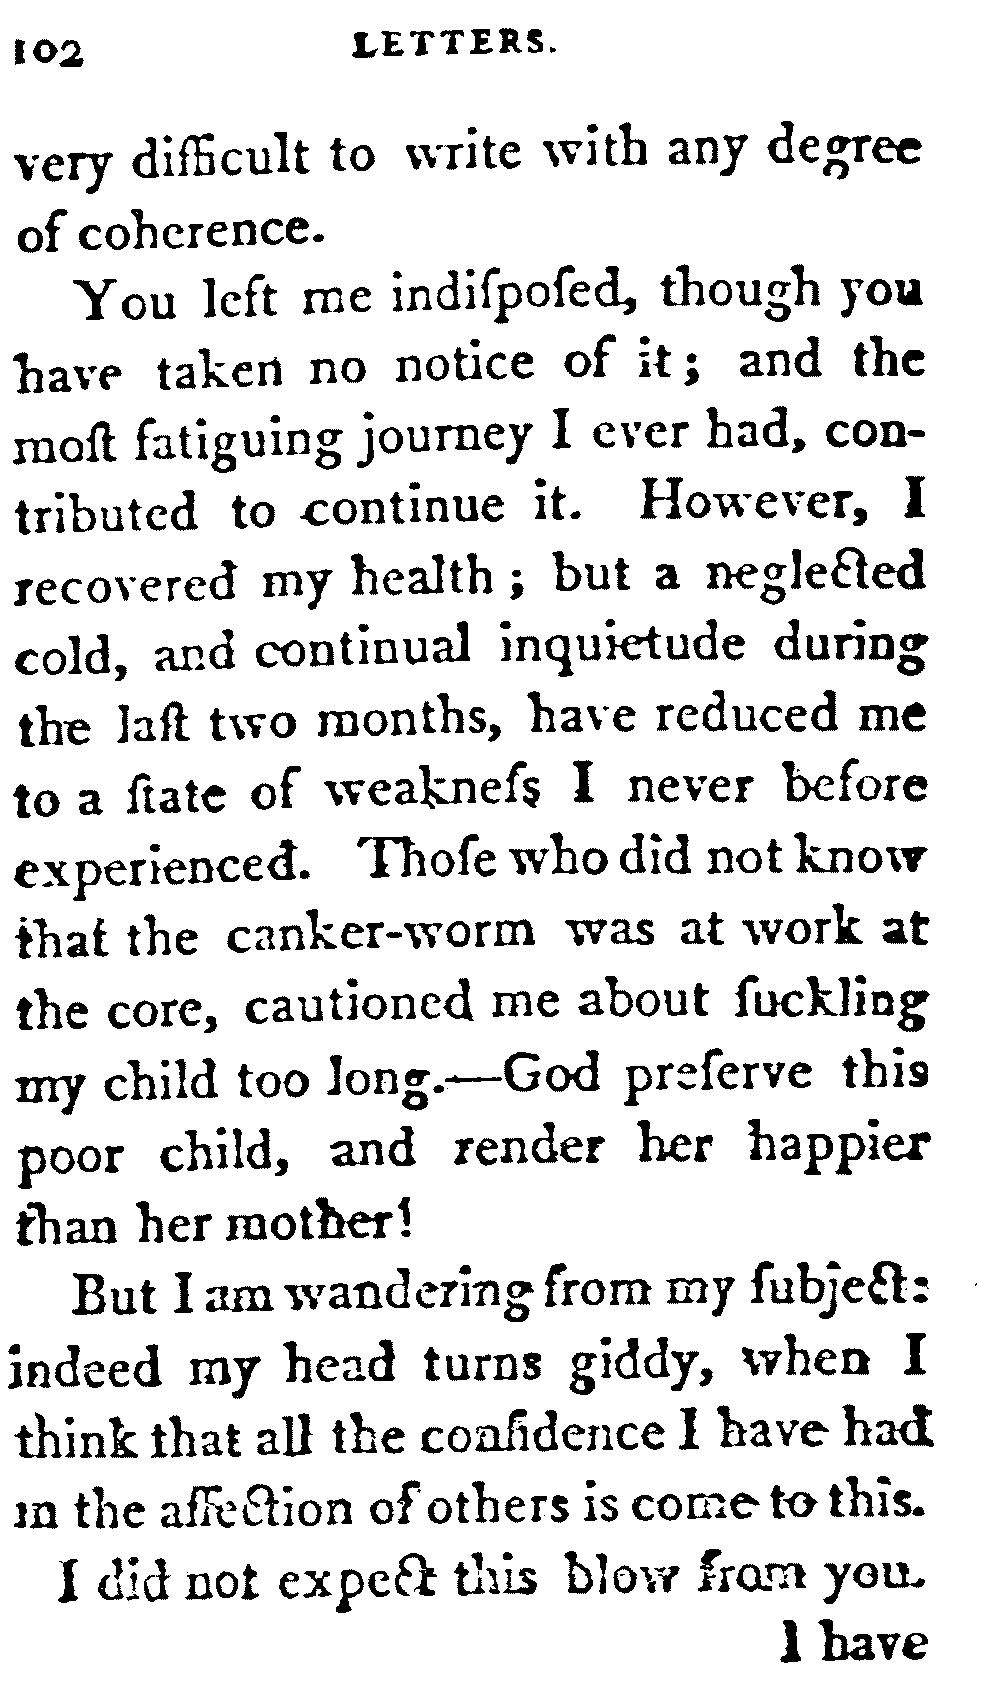 102 LETTERS.
very difficult to write with any degree
of coherence.
You left me indiſpoſed, though you
have taken no notice of it; and the
moſt fatiguing journey I ever had, con-
tributed to continue it. However, I
recovered my health; but a neglected
cold, and continual inquietude during
the laſt two months, have reduced me
to a ſtate of weakneſs I never before
experienced. Thoſe who did not know
that the canker-worm was at work at
the core, cautioned me about ſuckling
my child too long.—God preſerve this
poor child, and render her happier
than her mother!
But I am wandering from my ſubject:
indeed my head turns giddy, when I
think that all the confidence I have had
in the affection of others is come to this.
I did not expect this blow from you.
I have